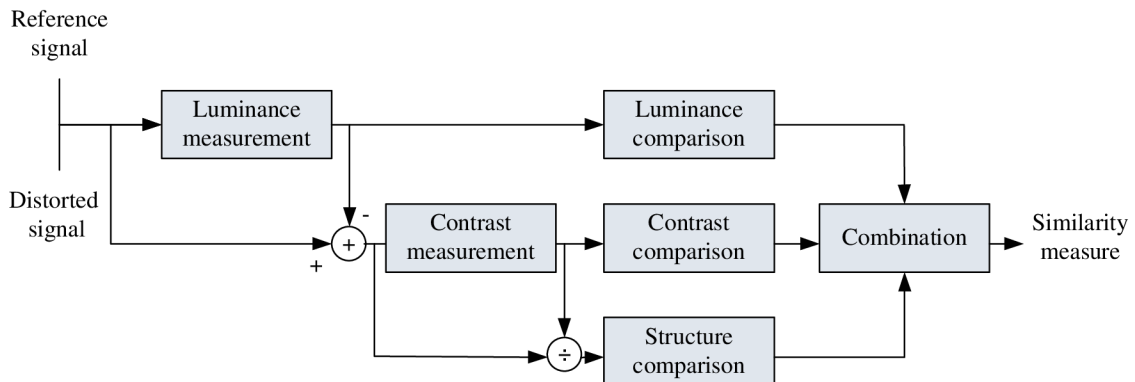 Reference
signal
Luminance
measurement
Luminance
comparison
Distorted
signal
-
+
+
Contrast
measurement
Contrast
comparison
Combination
Similarity
measure
÷
Structure
comparison